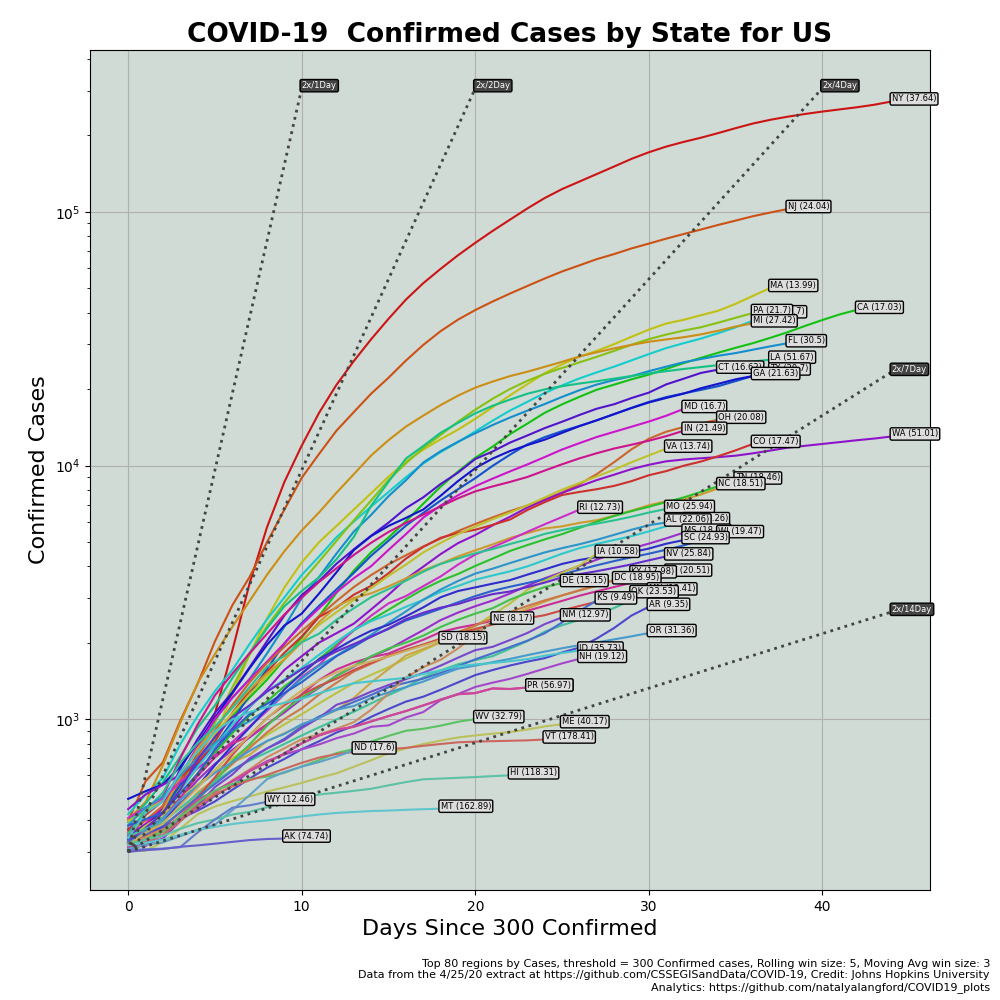 COVID-19  Confirmed Cases by State for US
2x/1Day
2x/2Day
2x/4Day
NY (37.64)
10^5
NJ (24.04)
MA (13.99)
PA (21.7)
MI (27.42)
CA (17.03)
FL (30.5)
LA (51.67)
CT (16.6
GA (21.63)
2x/7Day
MD (16.7)
OH (20.08)
IN (21.49)
WA (51.01)
VA (13.74)
CO (17.47)
10^4
NC (18.51)
RI (12.73)
MO (25.94)
AL (22.06)
(19.47)
SC (24.93)
IA (10.58)
NV (25.84)
(20.51)
DC (18.95)
DE (15.15)
KS (9.49)
(23.53)
AR (9.35)
2x/14Day
NE (8.17)
NM (12.97)
OR (31.36)
SD (18.15)
ID (35.73)
NH (19.12)
PR (56.97)
10^3
WV (32.79)
ME (40.17)
VT (178.41)
ND (17.6)
HI (118.31)
WY (12.46)
MT (162.89)
AK (74.74)
Confirmed Cases
0 10 20 30 40
Days Since 300 Confirmed
Top 80 regions by Cases, threshold = 300 Confirmed cases, Rolling win size: 5, Moving Avg win size: 3
Data from the 4/25/20 extract at https://github.com/CSSEGISandData/COVID-19, Credit: Johns Hopkins University
Analytics: https://github.com/natalyalangford/COVID19_plots